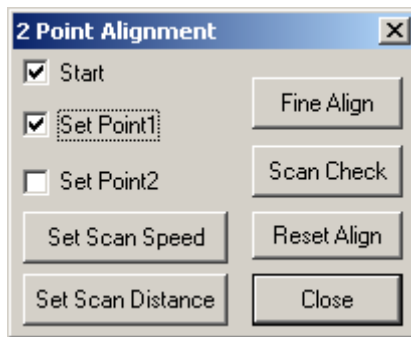 2 Point Alignment
Start
Set Point1
Set Point2
Fine Align
Scan Check
Set Scan Speed
Reset Align
Set Scan Distance
Close